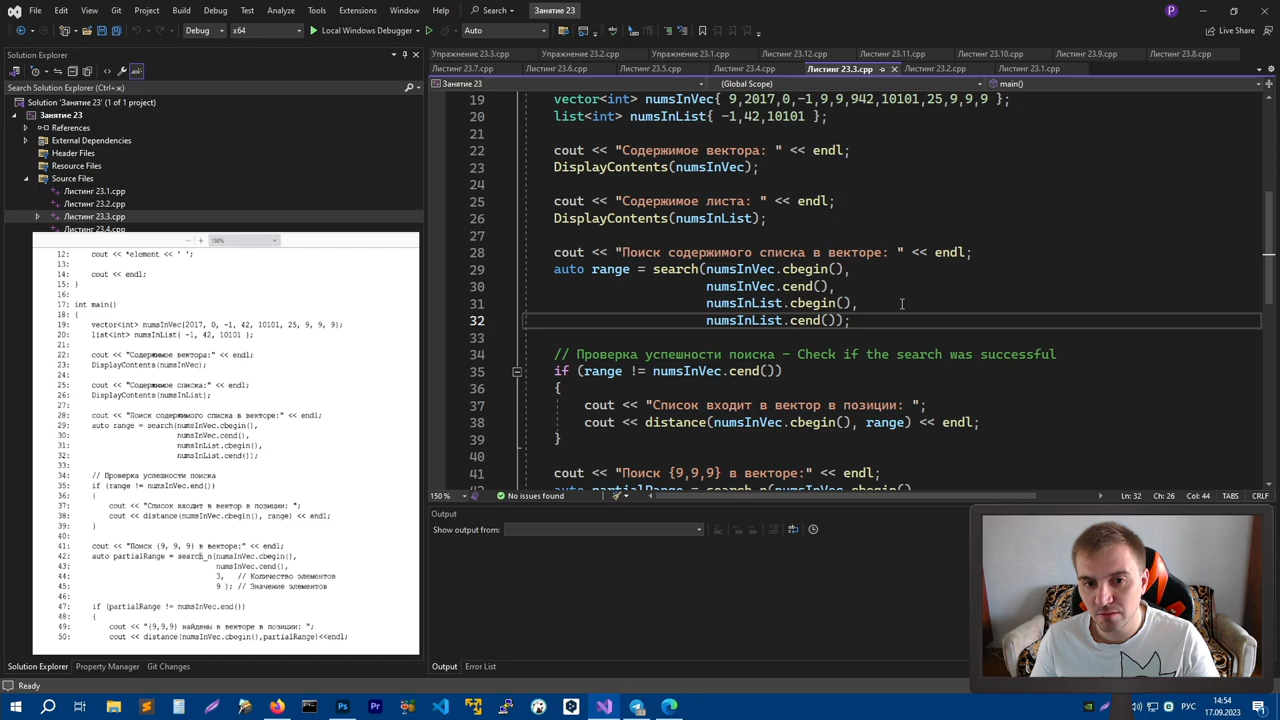 File Edit View Git Project Build Debug Test Analyze Tools Extensions Window Help Search Занятие 23 P
Debug x64 Local Windows Debugger Auto Live Share
Solution Explorer
Search Solution Explorer (Ctrl+ж)
Solution 'Занятие 23' (1 of 1 project)
Занятие 23
References
External Dependencies
Header Files
Resource Files
Source Files
Листинг 23.1.cpp
Листинг 23.2.cpp
Листинг 23.3.cpp
Листинг 23.4.cpp
150%
12: cout << *element << ' ';
13:
14: cout << endl;
15: }
16:
17: int main()
18: {
19: vector<int> numsInVec{2017, 0, -1, 42, 10101, 25, 9, 9, 9};
20: list<int> numsInList{ -1, 42, 10101 };
21:
22: cout << "Содержимое вектора:" << endl;
23: DisplayContents(numsInVec);
24:
25: cout << "Содержимое списка:" << endl;
26: DisplayContents(numsInList);
27:
28: cout << "Поиск содержимого списка в векторе:" << endl;
29: auto range = search(numsInVec.cbegin(),
30: numsInVec.cend(),
31: numsInList.cbegin(),
32: numsInList.cend());
33:
34: // Проверка успешности поиска
35: if (range != numsInVec.end())
36: {
37: cout << "Список входит в вектор в позиции: ";
38: cout << distance(numsInVec.cbegin(), range) << endl;
39: }
40:
41: cout << "Поиск {9, 9, 9} в векторе:" << endl;
42: auto partialRange = search_n(numsInVec.cbegin(),
43: numsInVec.cend(),
44: 3, // Количество элементов
45: 9 ); // Значение элементов
46:
47: if (partialRange != numsInVec.end())
48: {
49: cout << "{9,9,9} найдены в векторе в позиции: ";
50: cout << distance(numsInVec.cbegin(),partialRange)<<endl;
Solution Explorer Property Manager Git Changes
Упражнение 23.3.cpp Упражнение 23.2.cpp Упражнение 23.1.cpp Листинг 23.12.cpp Листинг 23.11.cpp Листинг 23.10.cpp Листинг 23.9.cpp Листинг 23.8.cpp
Листинг 23.7.cpp Листинг 23.6.cpp Листинг 23.5.cpp Листинг 23.4.cpp Листинг 23.3.cpp Листинг 23.2.cpp Листинг 23.1.cpp
Занятие 23 (Global Scope) main()
19 vector<int> numsInVec{ 9,2017,0,-1,9,9,942,10101,25,9,9,9 };
20 list<int> numsInList{ -1,42,10101 };
21
22 cout << "Содержимое вектора: " << endl;
23 DisplayContents(numsInVec);
24
25 cout << "Содержимое листа: " << endl;
26 DisplayContents(numsInList);
27
28 cout << "Поиск содержимого списка в векторе: " << endl;
29 auto range = search(numsInVec.cbegin(),
30 numsInVec.cend(),
31 numsInList.cbegin(),
32 numsInList.cend());
33
34 // Проверка успешности поиска – Check if the search was successful
35 if (range != numsInVec.cend())
36 {
37 cout << "Список входит в вектор в позиции: ";
38 cout << distance(numsInVec.cbegin(), range) << endl;
39 }
40
41 cout << "Поиск {9,9,9} в векторе:" << endl;
150 % No issues found Ln: 32 Ch: 26 Col: 44 TABS CRLF
Output
Show output from:
Output Error List
Ready
РУС 14:54
17.09.2023